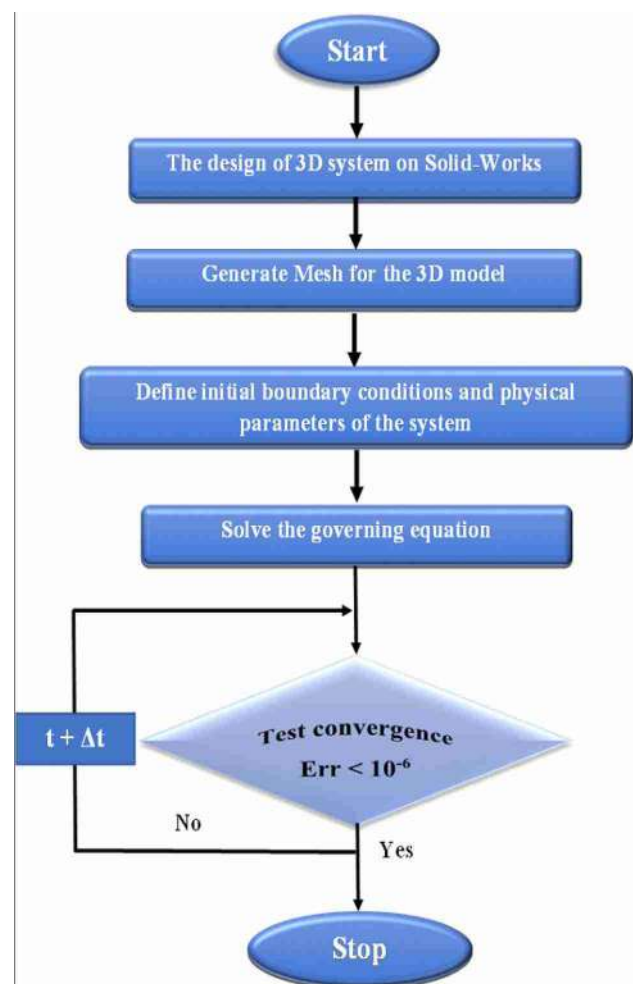 Start
The design of 3D system on Solid-Works
Generate Mesh for the 3D model
Define initial boundary conditions and physical
parameters of the system
Solve the governing equation
t + Δt
Test convergence
Err < 10⁻⁶
No
Yes
Stop